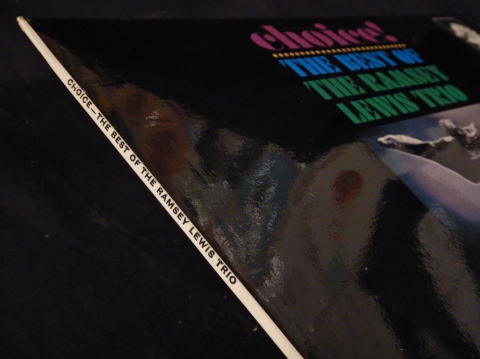 choice!
THE BEST OF
THE RAMSEY
LEWIS TRIO
CHOICE—THE BEST OF THE RAMSEY LEWIS TRIO